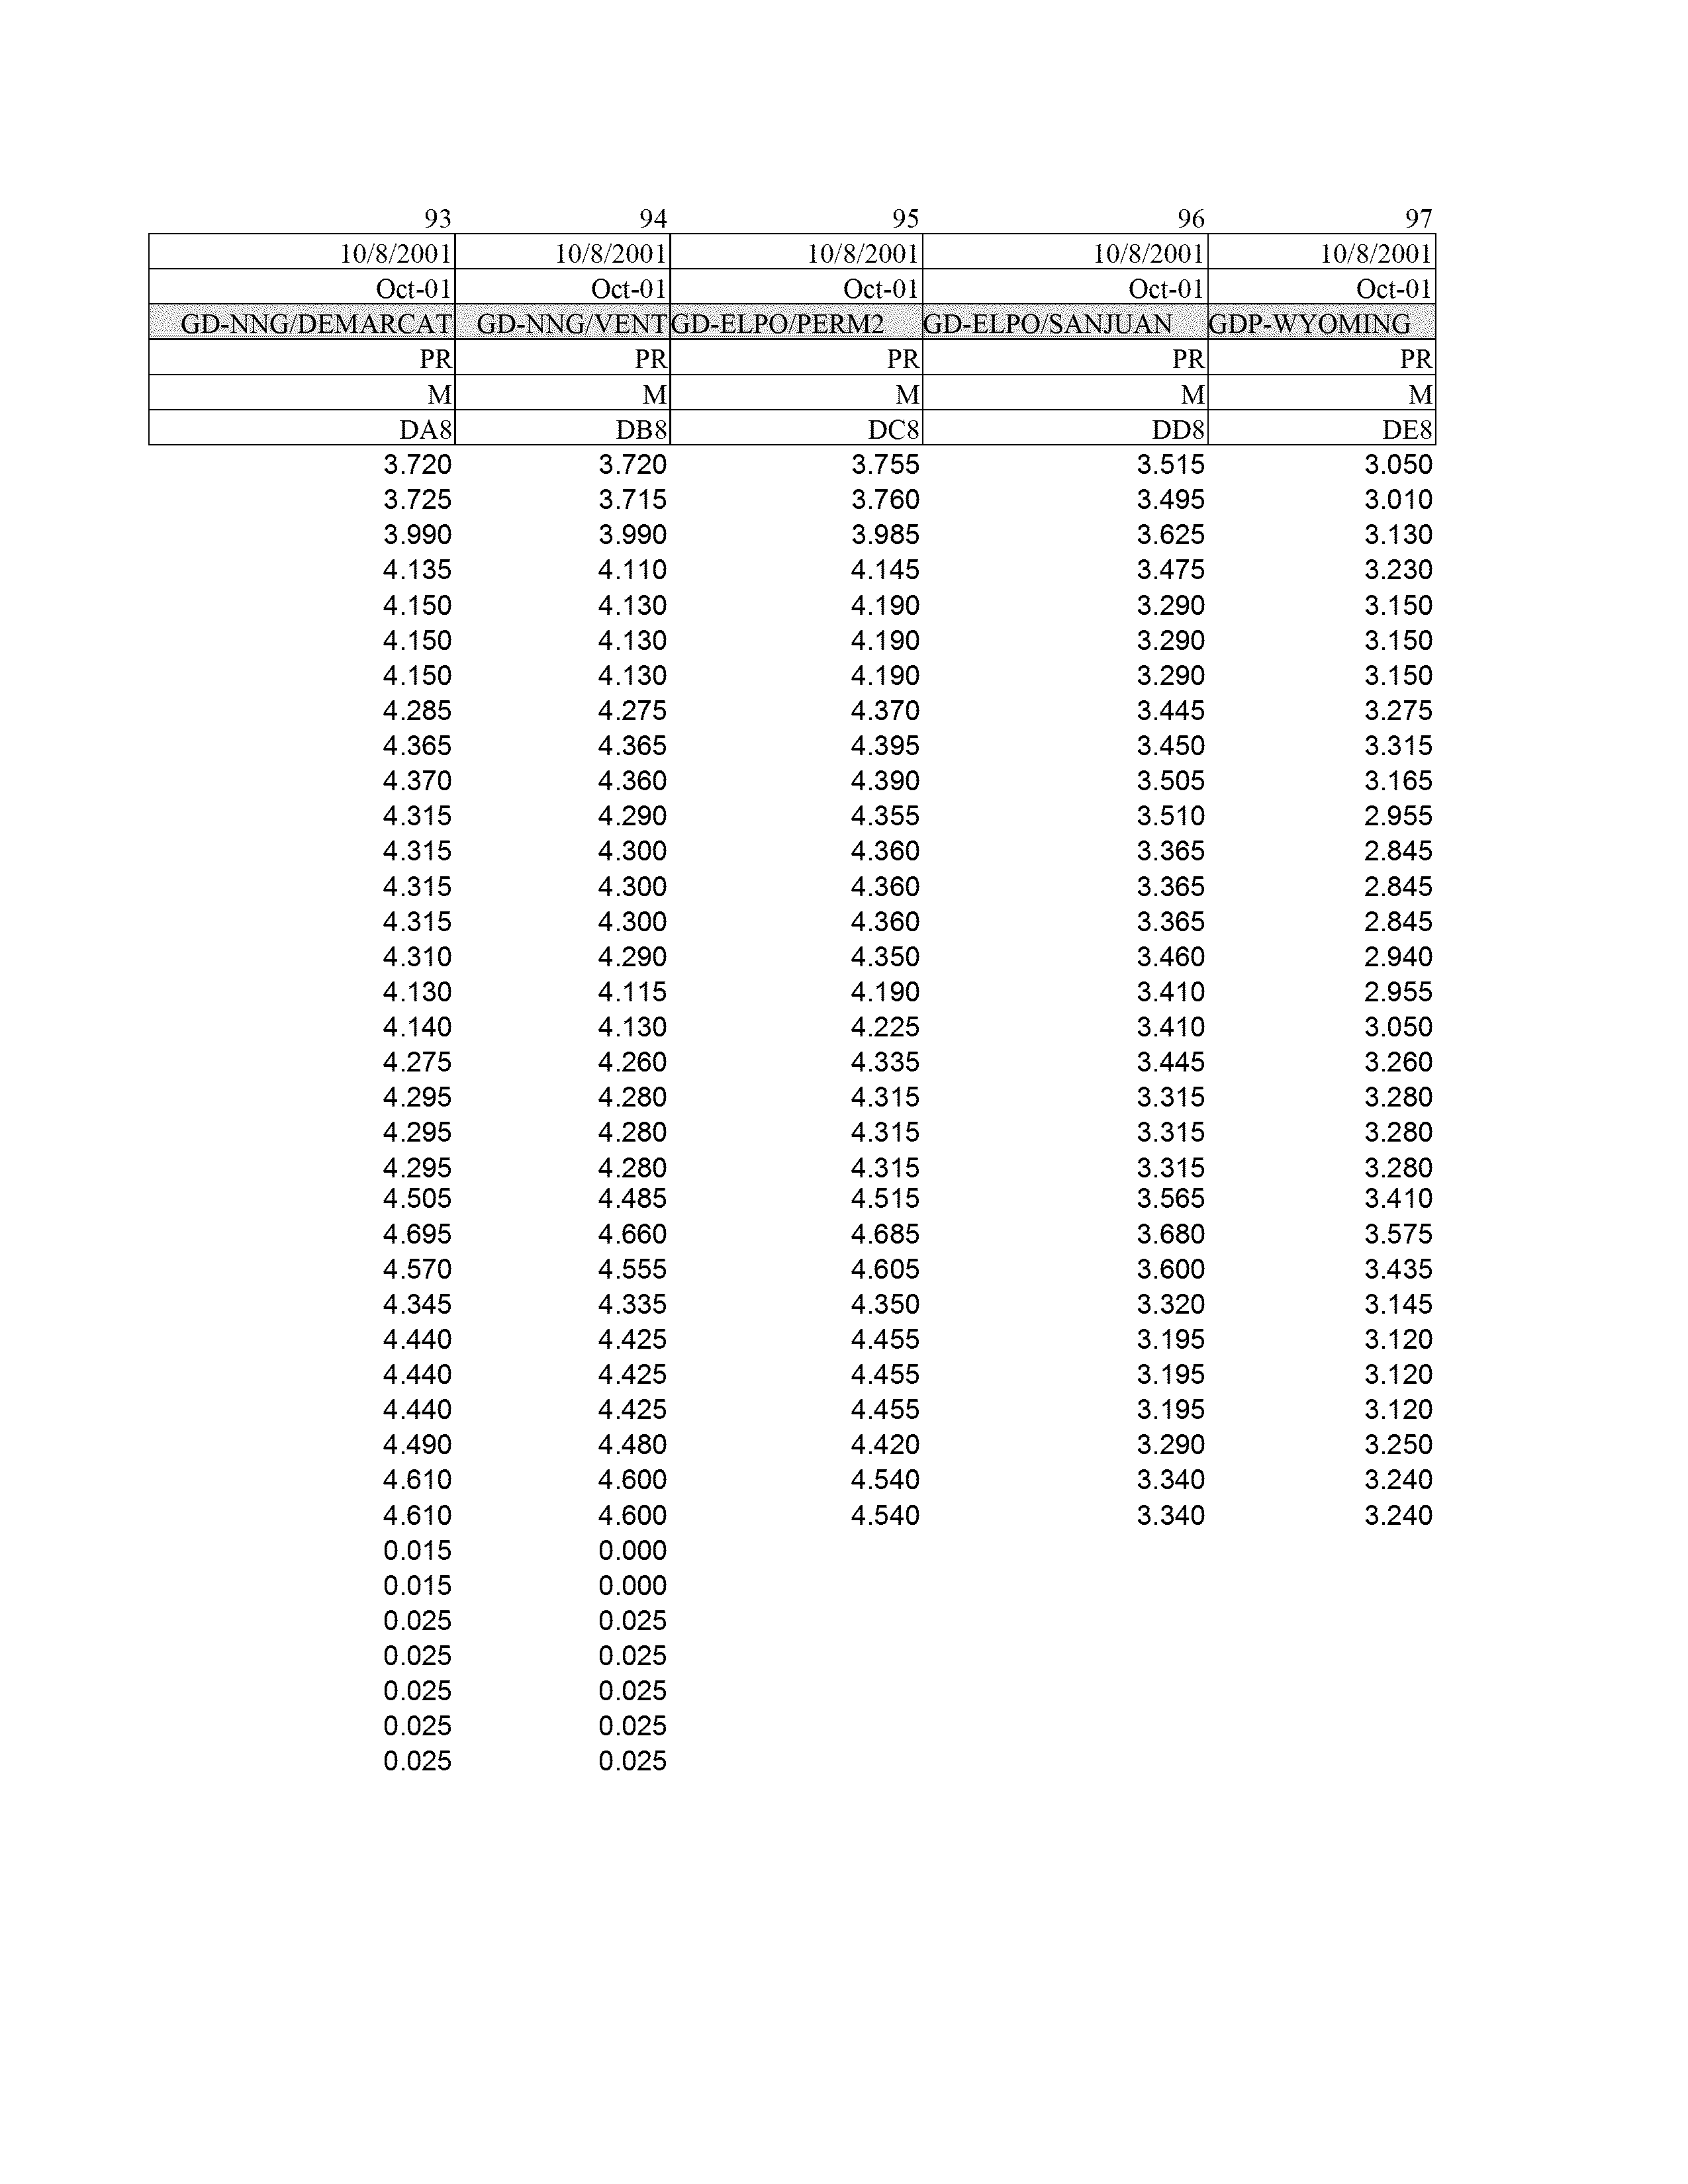 93 94 95 96 97
10/8/2001 10/8/2001 10/8/2001 10/8/2001 10/8/2001
Oct-01 Oct-01 Oct-01 Oct-01 Oct-01
GD-NNG/DEMARCAT GD-NNG/VENT GD-ELPO/PERM2 GD-ELPO/SANJUAN GDP-WYOMING
PR PR PR PR PR
M M M M M
DA8 DB8 DC8 DD8 DE8
3.720 3.720 3.755 3.515 3.050
3.725 3.715 3.760 3.495 3.010
3.990 3.990 3.985 3.625 3.130
4.135 4.110 4.145 3.475 3.230
4.150 4.130 4.190 3.290 3.150
4.150 4.130 4.190 3.290 3.150
4.150 4.130 4.190 3.290 3.150
4.285 4.275 4.370 3.445 3.275
4.365 4.365 4.395 3.450 3.315
4.370 4.360 4.390 3.505 3.165
4.315 4.290 4.355 3.510 2.955
4.315 4.300 4.360 3.365 2.845
4.315 4.300 4.360 3.365 2.845
4.315 4.300 4.360 3.365 2.845
4.310 4.290 4.350 3.460 2.940
4.130 4.115 4.190 3.410 2.955
4.140 4.130 4.225 3.410 3.050
4.275 4.260 4.335 3.445 3.260
4.295 4.280 4.315 3.315 3.280
4.295 4.280 4.315 3.315 3.280
4.295 4.280 4.315 3.315 3.280
4.505 4.485 4.515 3.565 3.410
4.695 4.660 4.685 3.680 3.575
4.570 4.555 4.605 3.600 3.435
4.345 4.335 4.350 3.320 3.145
4.440 4.425 4.455 3.195 3.120
4.440 4.425 4.455 3.195 3.120
4.440 4.425 4.455 3.195 3.120
4.490 4.480 4.420 3.290 3.250
4.610 4.600 4.540 3.340 3.240
4.610 4.600 4.540 3.340 3.240
0.015 0.000
0.015 0.000
0.025 0.025
0.025 0.025
0.025 0.025
0.025 0.025
0.025 0.025